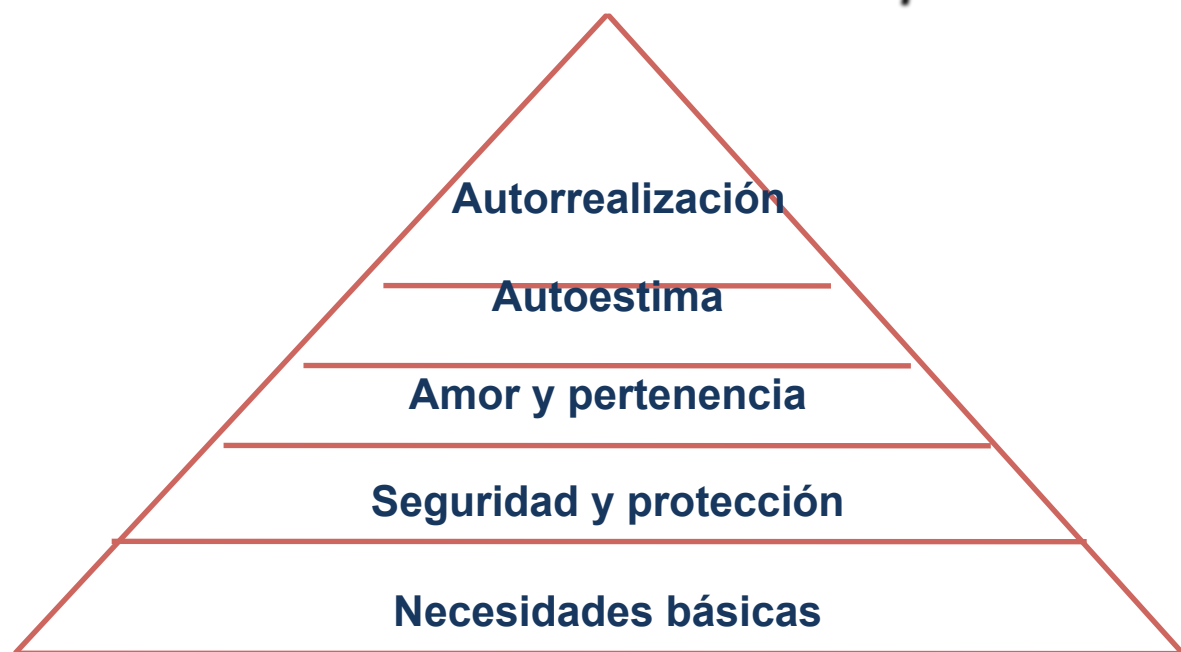 Autorrealización
Autoestima
Amor y pertenencia
Seguridad y protección
Necesidades básicas